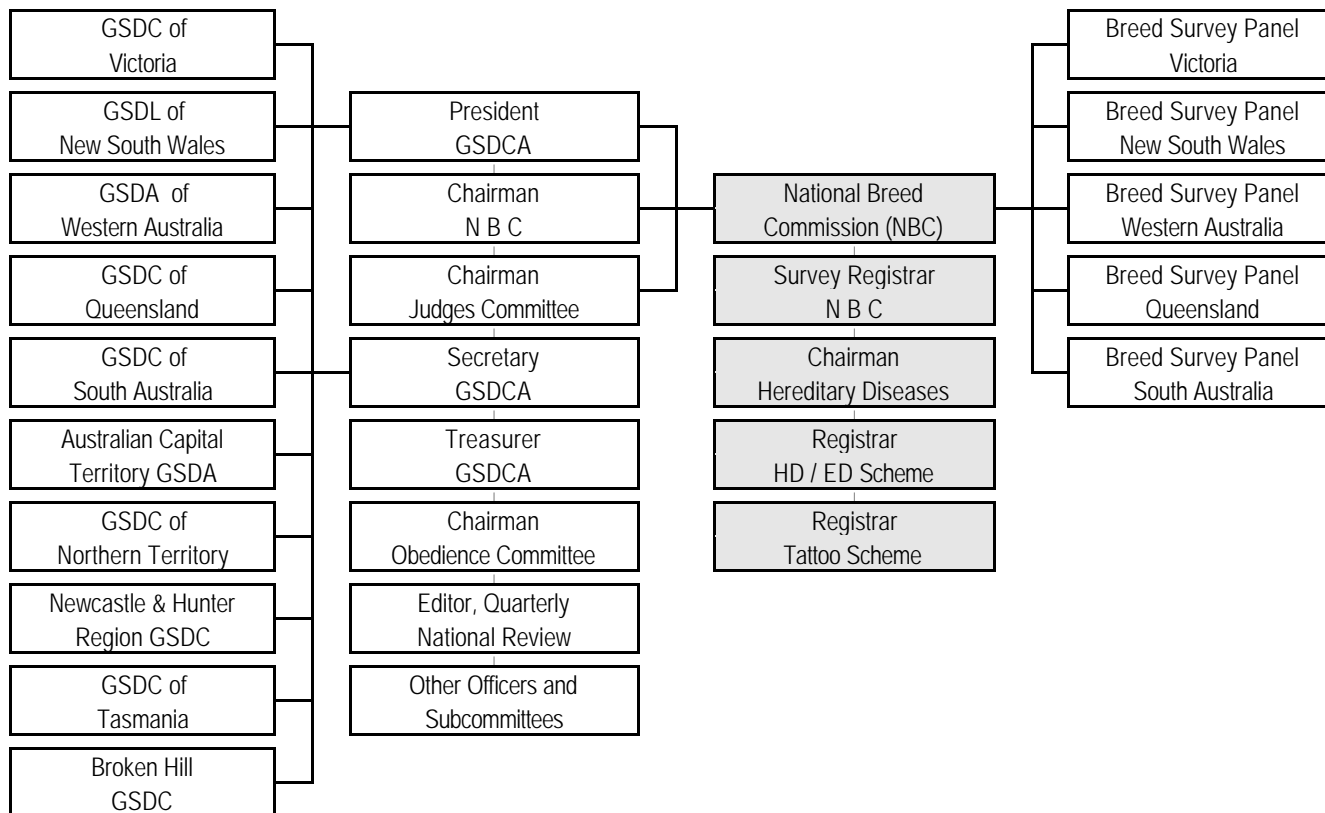 GSDC of
Victoria
GSDL of
New South Wales
GSDA of
Western Australia
GSDC of
Queensland
GSDC of
South Australia
Australian Capital
Territory GSDA
GSDC of
Northern Territory
Newcastle & Hunter
Region GSDC
GSDC of
Tasmania
Broken Hill
GSDC
President
GSDCA
Chairman
N B C
Chairman
Judges Committee
Secretary
GSDCA
Treasurer
GSDCA
Chairman
Obedience Committee
Editor, Quarterly
National Review
Other Officers and
Subcommittees
National Breed
Commission (NBC)
Survey Registrar
N B C
Chairman
Hereditary Diseases
Registrar
HD / ED Scheme
Registrar
Tattoo Scheme
Breed Survey Panel
Victoria
Breed Survey Panel
New South Wales
Breed Survey Panel
Western Australia
Breed Survey Panel
Queensland
Breed Survey Panel
South Australia